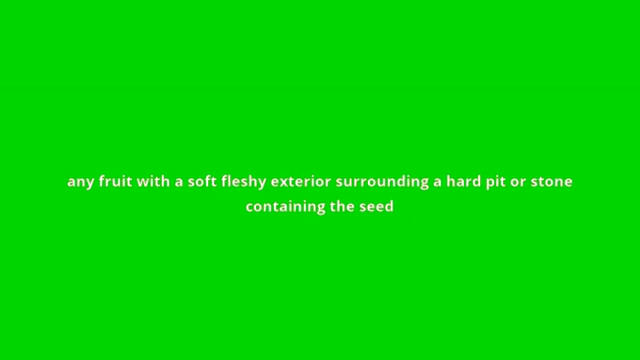 any fruit with a soft fleshy exterior surrounding a hard pit or stone
containing the seed